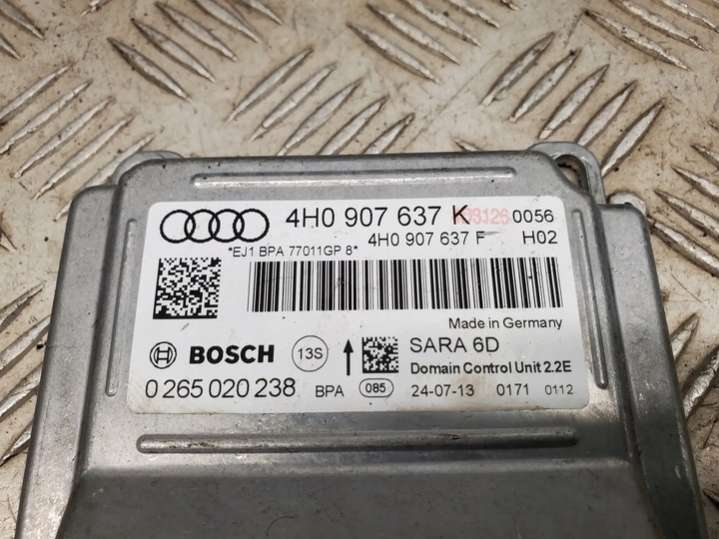 4H0 907 637 K 0056
4H0 907 637 F H02
*EJ1 BPA 77011GP 8*
Made in Germany
BOSCH 13S SARA 6D
Domain Control Unit 2.2E
0 265 020 238 BPA 085 24-07-13 0171 0112